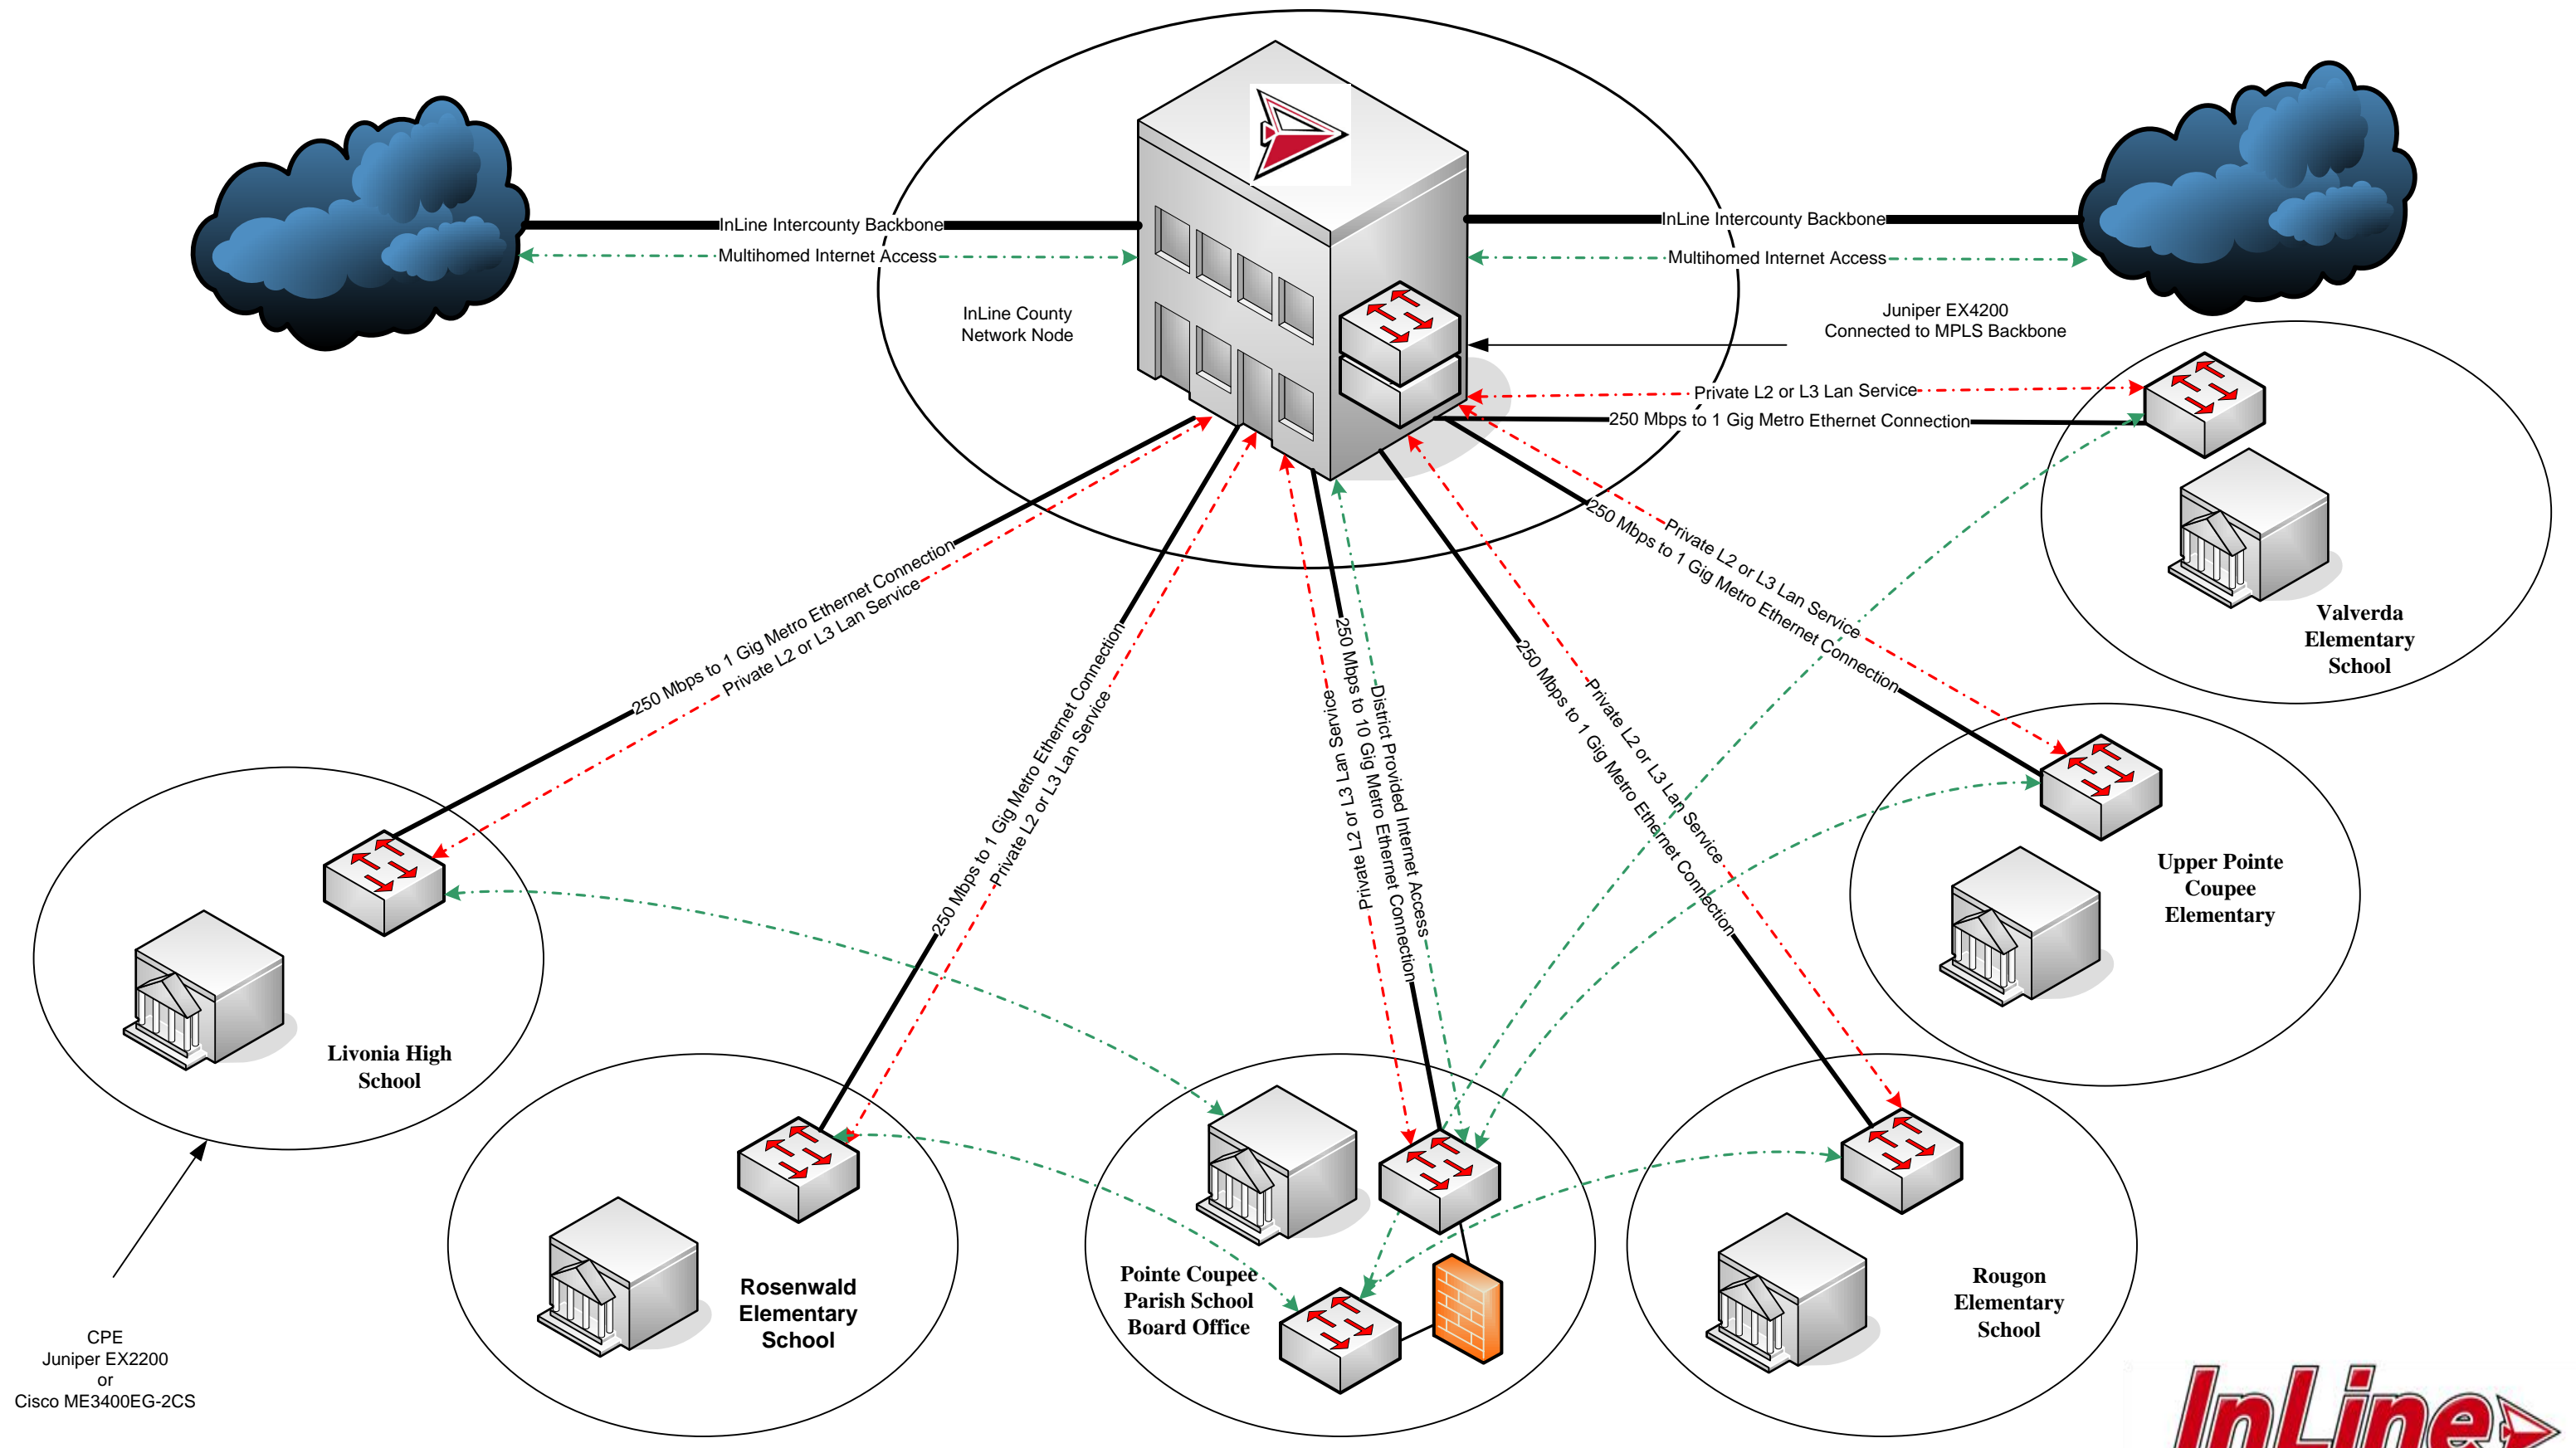 InLine Intercounty Backbone
Multihomed Internet Access
InLine Intercounty Backbone
Multihomed Internet Access
InLine County
Network Node
Juniper EX4200
Connected to MPLS Backbone
Private L2 or L3 Lan Service
250 Mbps to 1 Gig Metro Ethernet Connection
250 Mbps to 1 Gig Metro Ethernet Connection
Private L2 or L3 Lan Service
250 Mbps to 1 Gig Metro Ethernet Connection
Private L2 or L3 Lan Service
Private L2 or L3 Lan Service
250 Mbps to 10 Gig Metro Ethernet Connection
District Provided Internet Access
250 Mbps to 1 Gig Metro Ethernet Connection
Private L2 or L3 Lan Service
Private L2 or L3 Lan Service
250 Mbps to 1 Gig Metro Ethernet Connection
Valverda
Elementary
School
Upper Pointe
Coupee
Elementary
Livonia High
School
Rosenwald
Elementary
School
Pointe Coupee
Parish School
Board Office
Rougon
Elementary
School
CPE
Juniper EX2200
or
Cisco ME3400EG-2CS
InLine